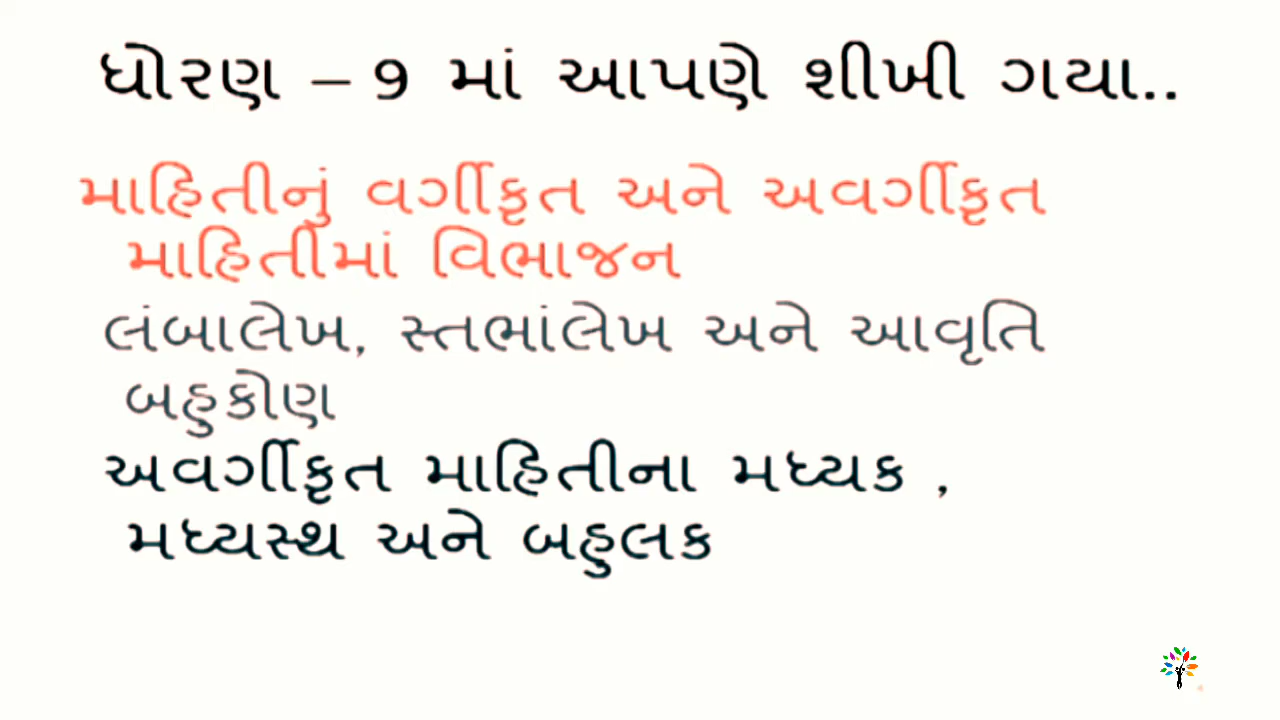 ધોરણ – 9 માં આપણે શીખી ગયા..
માહિતીનું વર્ગીકૃત અને અવર્ગીકૃત
માહિતીમાં વિભાજન
લંબાલેખ, સ્તભાંલેખ અને આવૃતિ
બહુકોણ
અવર્ગીકૃત માહિતીના મધ્યક ,
મધ્યસ્થ અને બહુલક